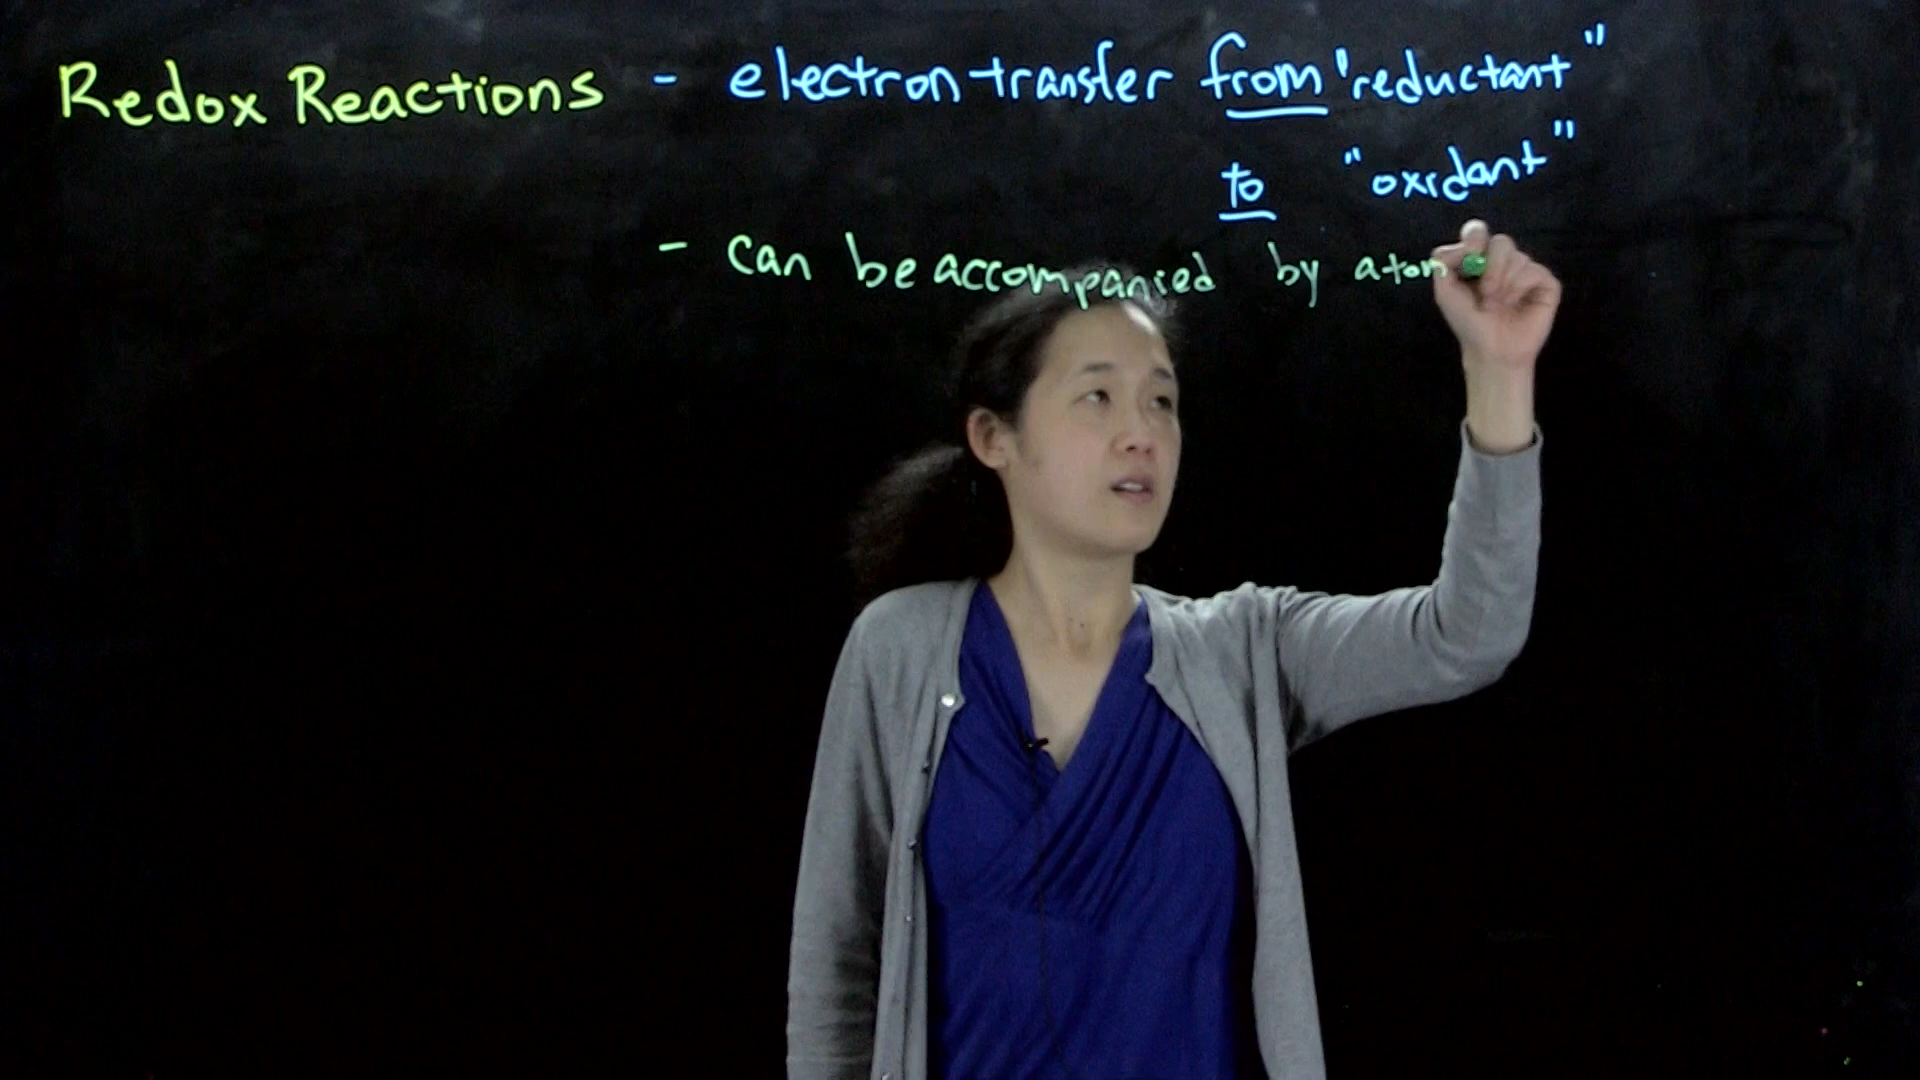 Redox Reactions - electron transfer from "reductant"
to "oxidant"
- can be accompanied by atom